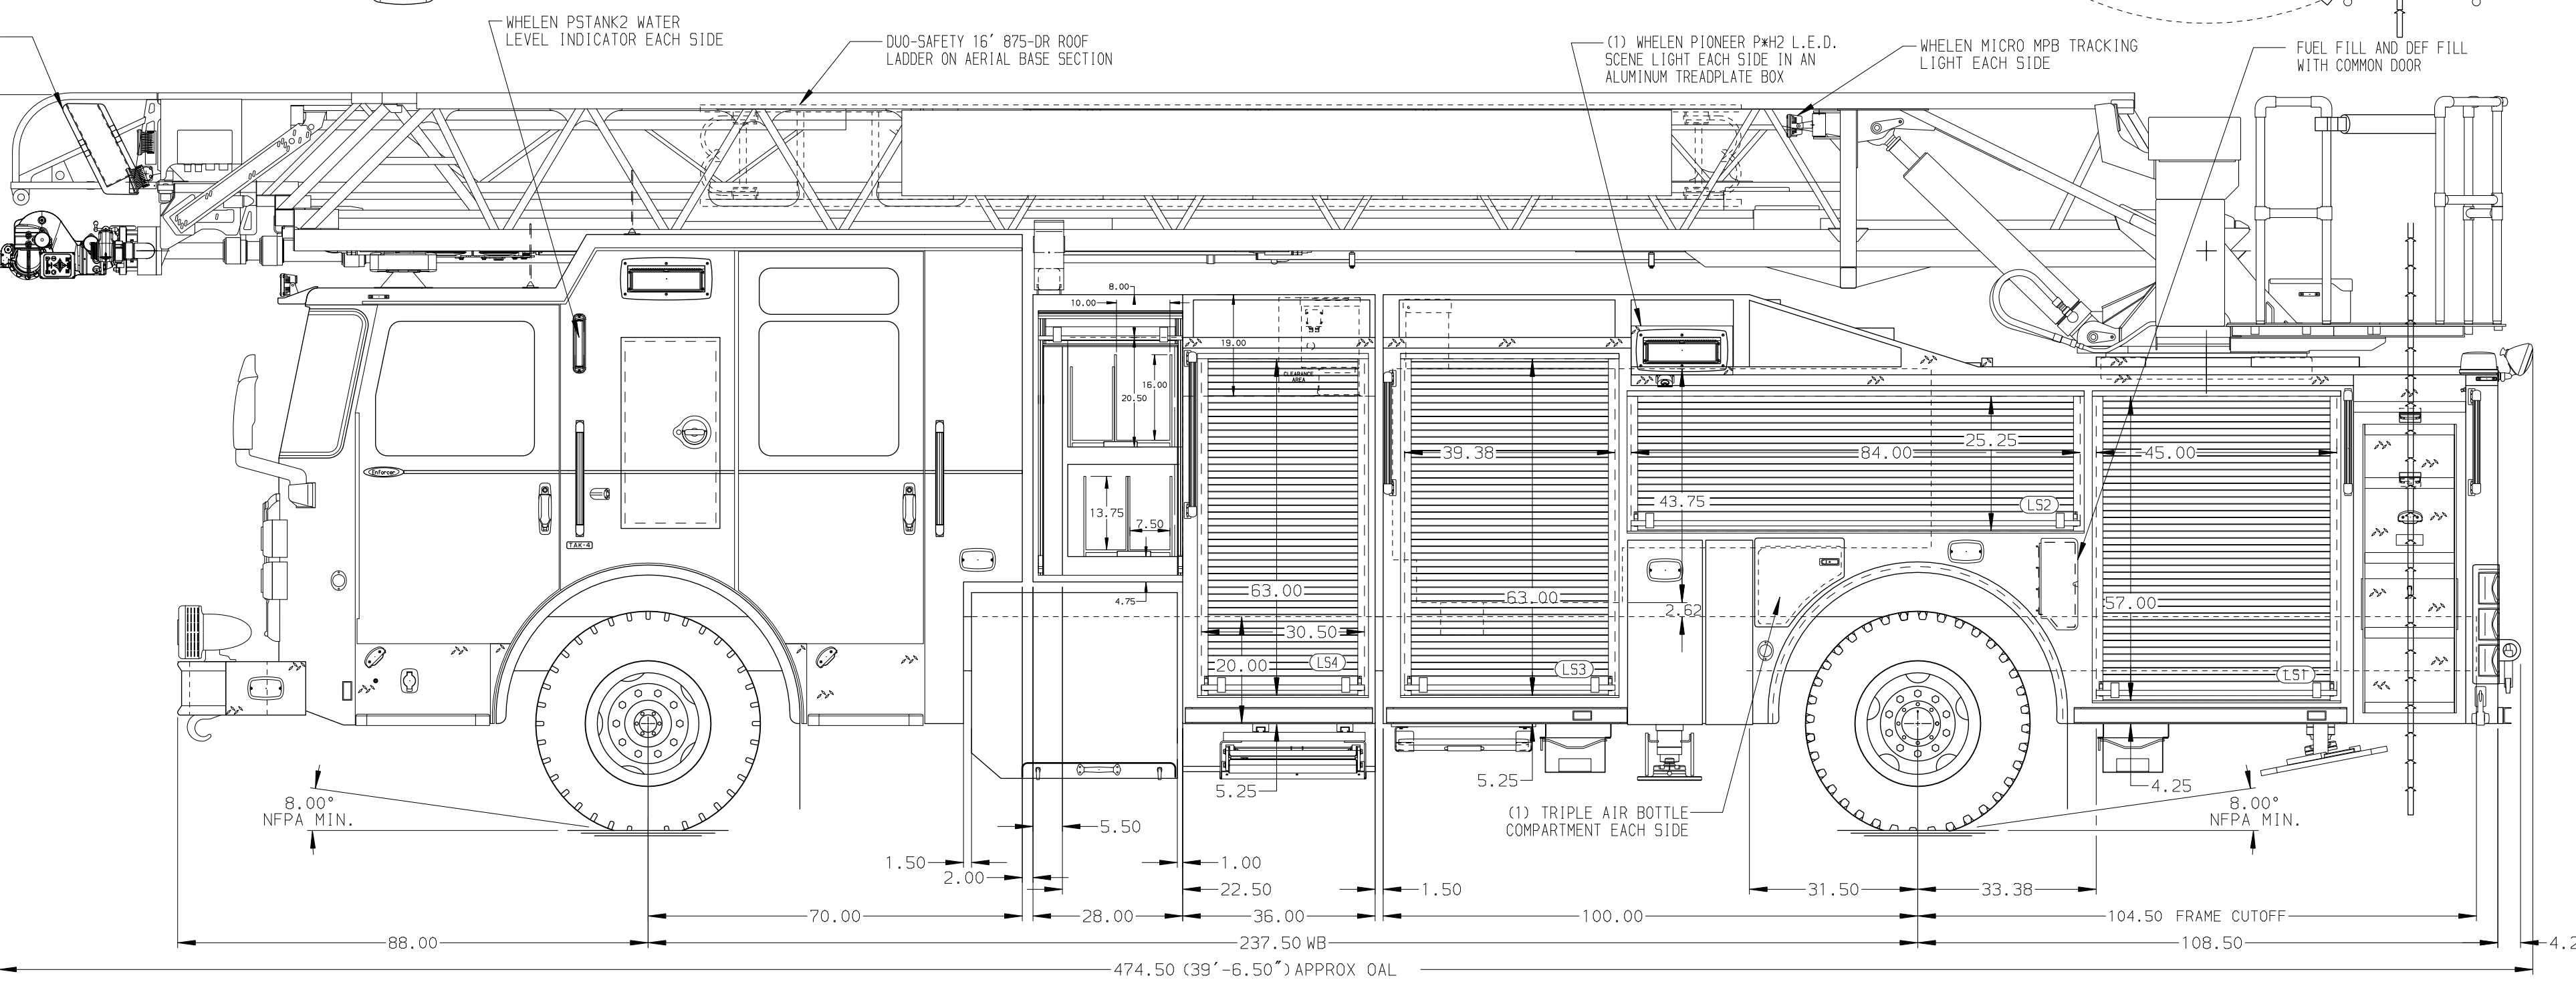 WHELEN PSTANK2 WATER
LEVEL INDICATOR EACH SIDE
DUO-SAFETY 16' 875-DR ROOF
LADDER ON AERIAL BASE SECTION
(1) WHELEN PIONEER P*H2 L.E.D.
SCENE LIGHT EACH SIDE IN AN
ALUMINUM TREADPLATE BOX
WHELEN MICRO MPB TRACKING
LIGHT EACH SIDE
FUEL FILL AND DEF FILL
WITH COMMON DOOR
8.00
10.00
19.00
16.00
20.50
CLEARANCE
AREA
13.75
7.50
4.75
Enforcer
TAK-4
39.38
84.00
25.25
45.00
43.75
LS2
63.00
63.00
2.62
57.00
30.50
20.00
LS4
LS3
LS1
5.25
5.25
4.25
8.00°
NFPA MIN.
8.00°
NFPA MIN.
(1) TRIPLE AIR BOTTLE
COMPARTMENT EACH SIDE
5.50
1.50
1.00
2.00
22.50
1.50
31.50
33.38
70.00
28.00
36.00
100.00
104.50 FRAME CUTOFF
88.00
237.50 WB
108.50
4.2
474.50 (39'-6.50") APPROX OAL